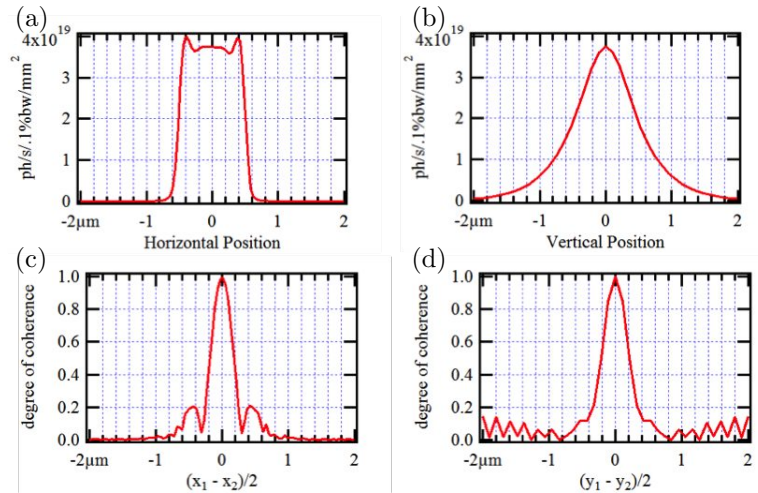 (a)
4x10^19
3
2
1
0
ph/s/.1%bw/mm^2
-2µm -1 0 1 2
Horizontal Position
(b)
4x10^19
3
2
1
0
ph/s/.1%bw/mm^2
-2µm -1 0 1 2
Vertical Position
(c)
1.0
0.8
0.6
0.4
0.2
0.0
degree of coherence
-2µm -1 0 1 2
(x₁ - x₂)/2
(d)
1.0
0.8
0.6
0.4
0.2
0.0
degree of coherence
-2µm -1 0 1 2
(y₁ - y₂)/2